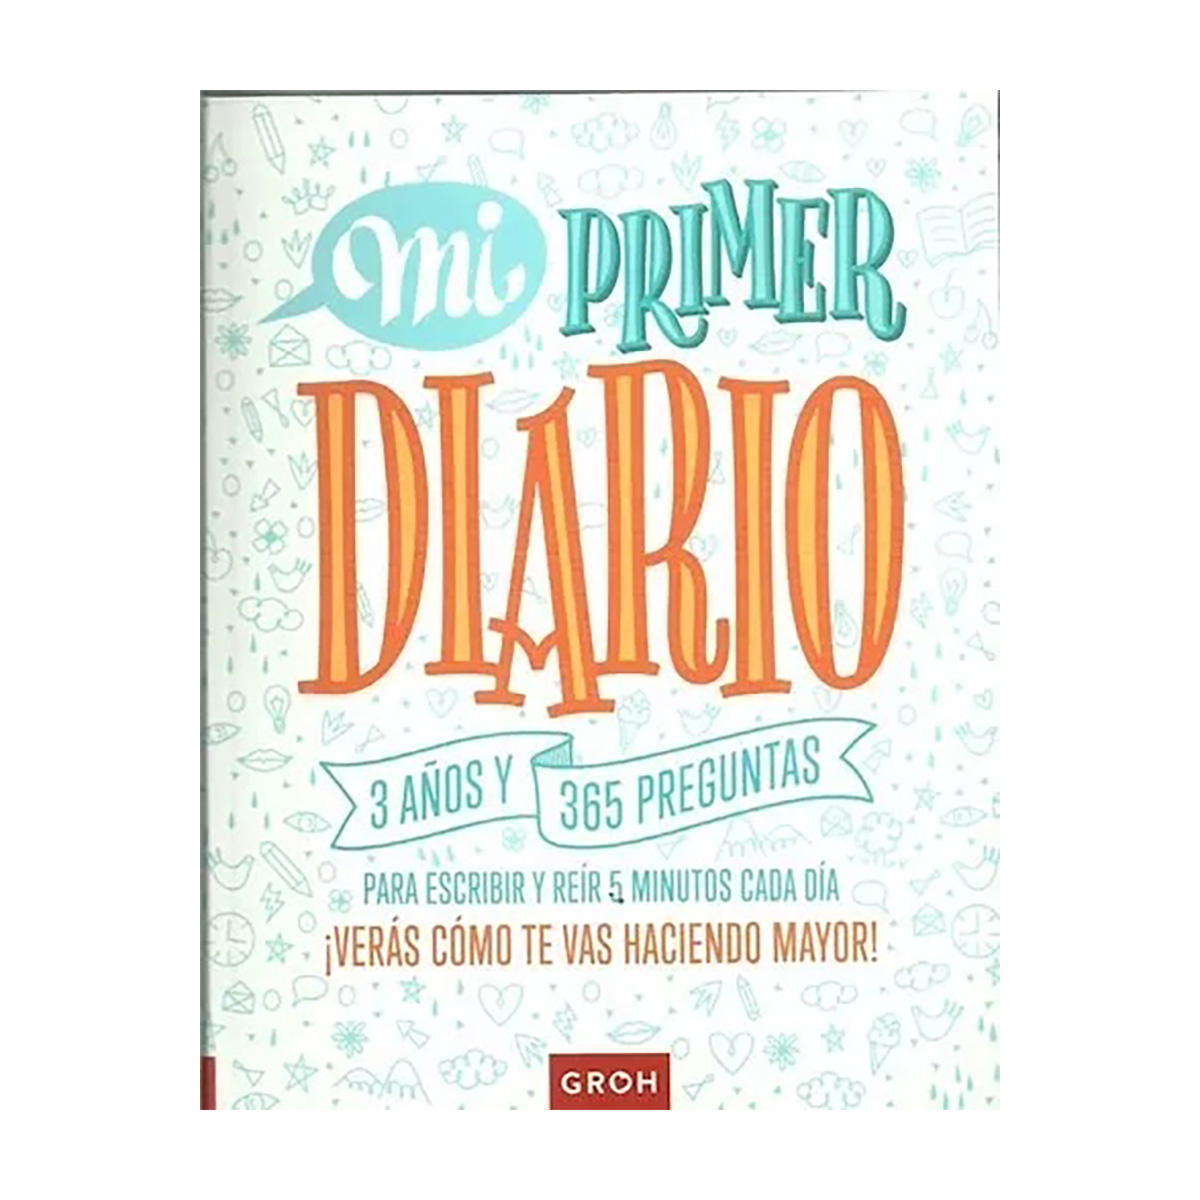 mi PRIMER
DIARIO
3 AÑOS Y 365 PREGUNTAS
PARA ESCRIBIR Y REÍR 5 MINUTOS CADA DÍA
¡VERÁS CÓMO TE VAS HACIENDO MAYOR!
GROH